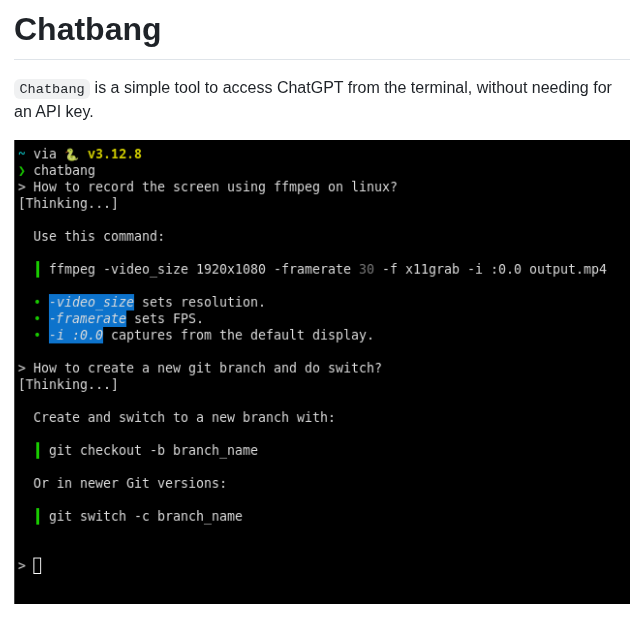 Chatbang
Chatbang is a simple tool to access ChatGPT from the terminal, without needing for
an API key.
~ via 🐍 v3.12.8
❯ chatbang
> How to record the screen using ffmpeg on linux?
[Thinking...]
Use this command:
ffmpeg -video_size 1920x1080 -framerate 30 -f x11grab -i :0.0 output.mp4
• -video_size sets resolution.
• -framerate sets FPS.
• -i :0.0 captures from the default display.
> How to create a new git branch and do switch?
[Thinking...]
Create and switch to a new branch with:
git checkout -b branch_name
Or in newer Git versions:
git switch -c branch_name
>